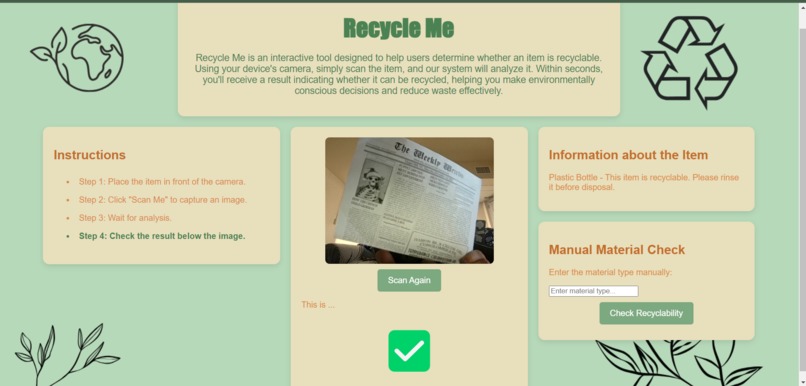 Recycle Me
Recycle Me is an interactive tool designed to help users determine whether an item is recyclable.
Using your device's camera, simply scan the item, and our system will analyze it. Within seconds,
you'll receive a result indicating whether it can be recycled, helping you make environmentally
conscious decisions and reduce waste effectively.
Instructions
Step 1: Place the item in front of the camera.
Step 2: Click "Scan Me" to capture an image.
Step 3: Wait for analysis.
Step 4: Check the result below the image.
The Weekly
Scan Again
This is ...
Information about the Item
Plastic Bottle - This item is recyclable. Please rinse
it before disposal.
Manual Material Check
Enter the material type manually:
Enter material type...
Check Recyclability